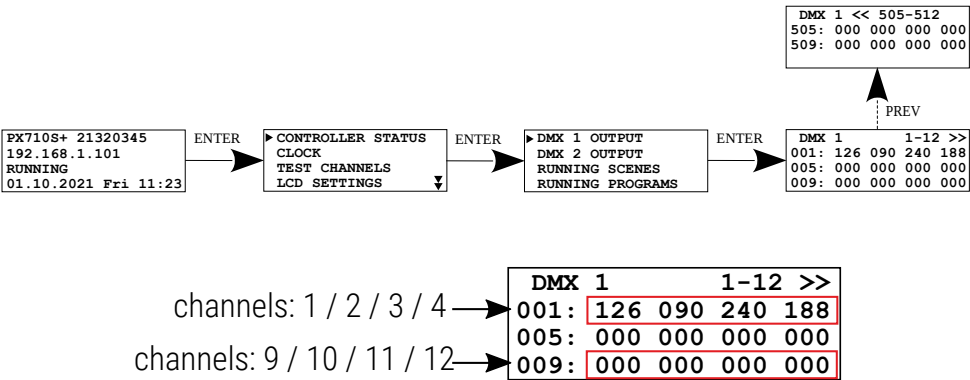 DMX 1 << 505-512
505: 000 000 000 000
509: 000 000 000 000
PREV
PX710S+ 21320345
192.168.1.101
RUNNING
01.10.2021 Fri 11:23
ENTER
CONTROLLER STATUS
CLOCK
TEST CHANNELS
LCD SETTINGS
ENTER
DMX 1 OUTPUT
DMX 2 OUTPUT
RUNNING SCENES
RUNNING PROGRAMS
ENTER
DMX 1 1-12 >>
001: 126 090 240 188
005: 000 000 000 000
009: 000 000 000 000
channels: 1 / 2 / 3 / 4
channels: 9 / 10 / 11 / 12
DMX 1 1-12 >>
001: 126 090 240 188
005: 000 000 000 000
009: 000 000 000 000